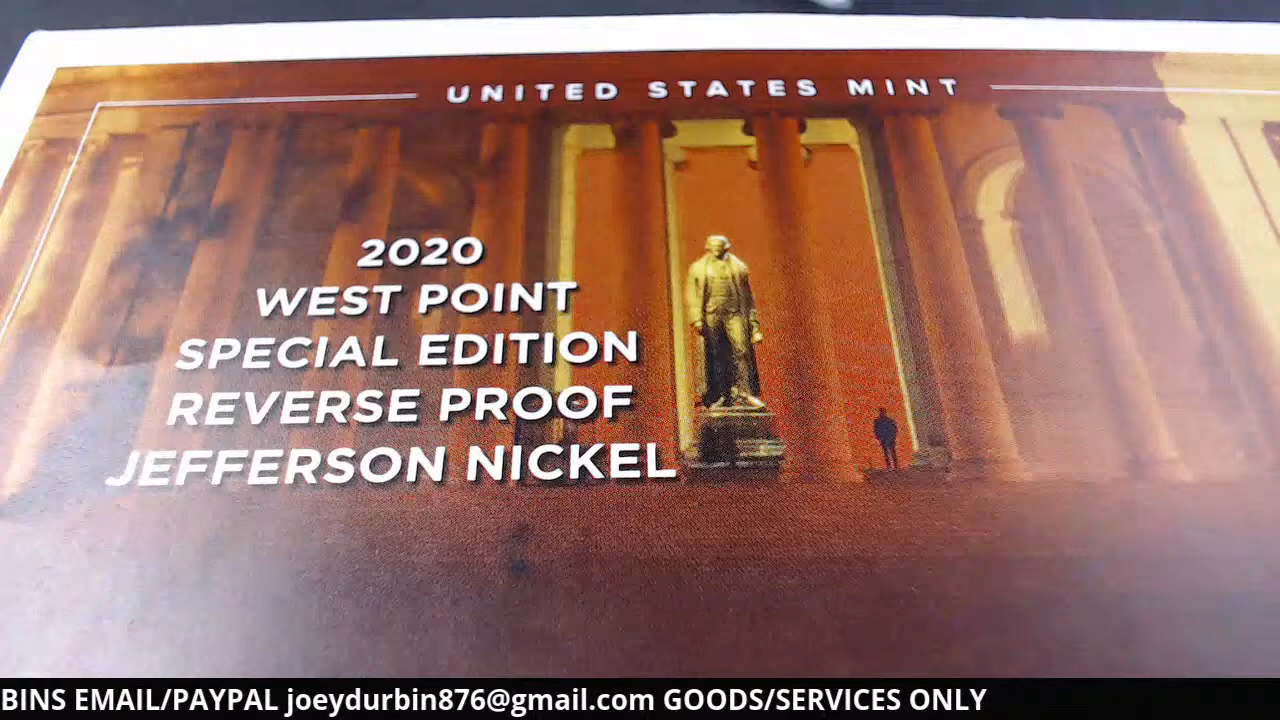 UNITED STATES MINT
2020
WEST POINT
SPECIAL EDITION
REVERSE PROOF
JEFFERSON NICKEL
BINS EMAIL/PAYPAL joeydurbin876@gmail.com GOODS/SERVICES ONLY